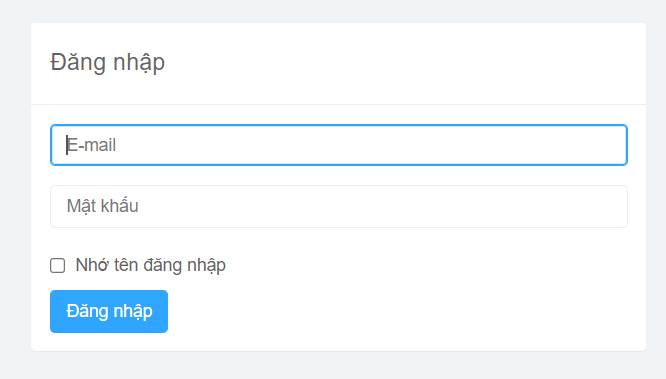 Đăng nhập
E-mail
Mật khẩu
Nhớ tên đăng nhập
Đăng nhập